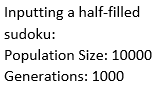 Inputting a half-filled
sudoku:
Population Size: 10000
Generations: 1000